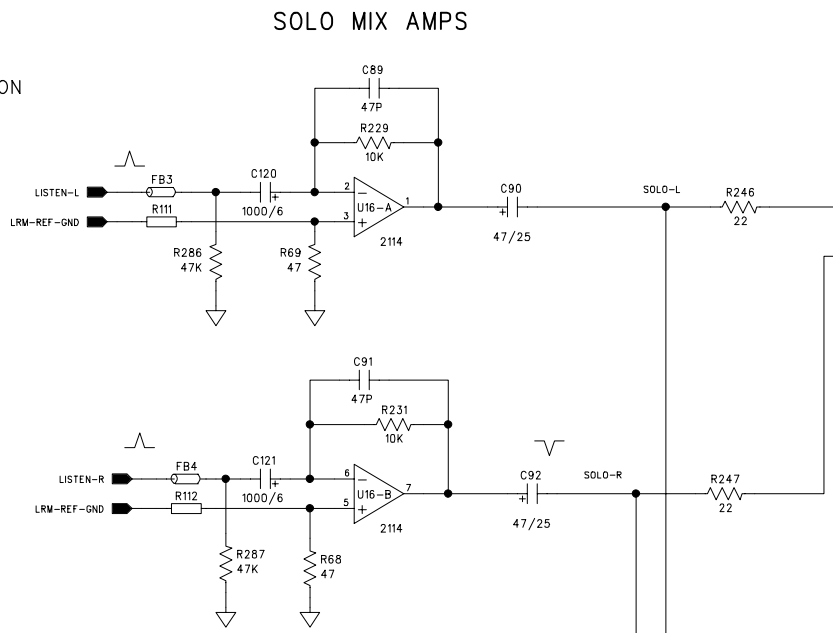 SOLO MIX AMPS
ON
C89
47P
R229
10K
LISTEN-L
FB3
C120
1000/6
2
U16-A
3
1
2114
LRM-REF-GND
R111
R286
47K
R69
47
C90
47/25
SOLO-L
R246
22
C91
47P
R231
10K
LISTEN-R
FB4
C121
1000/6
6
U16-B
5
7
2114
LRM-REF-GND
R112
R287
47K
R68
47
C92
47/25
SOLO-R
R247
22